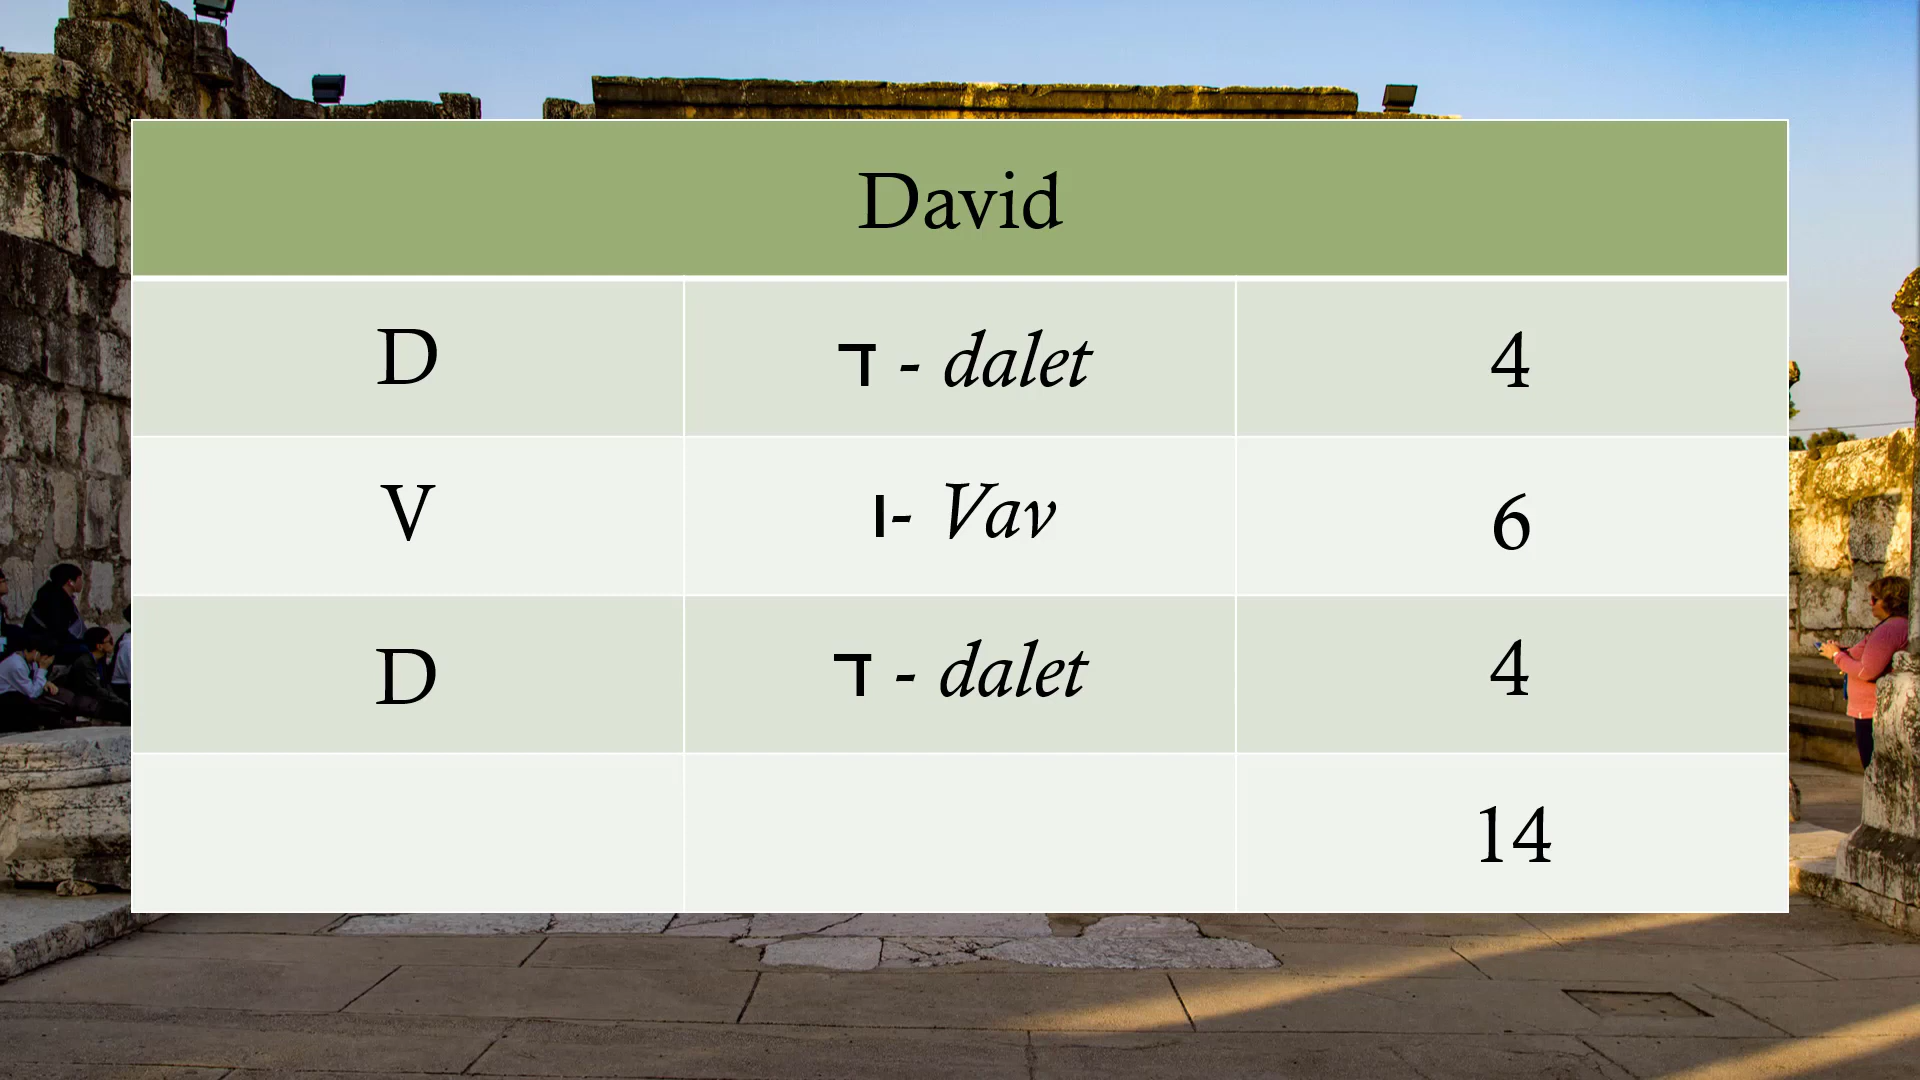 David
D ד - dalet 4
V ו- Vav 6
D ד - dalet 4
14